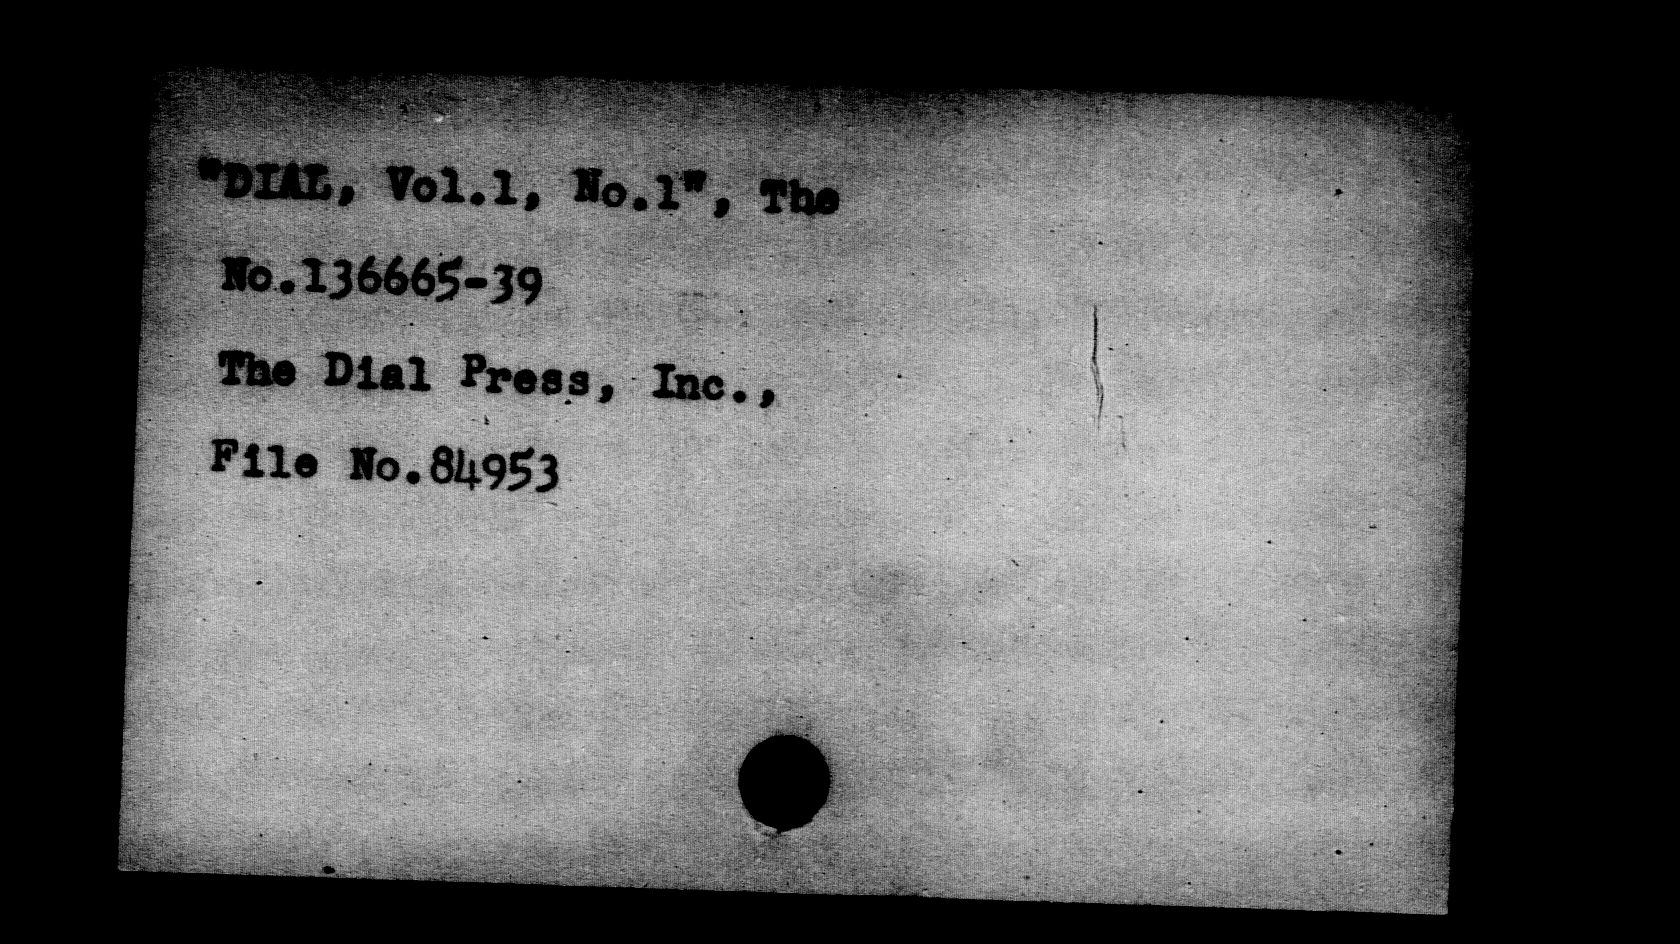 "DIAL, Vol.1, No.1", The
No.136665-39
The Dial Press, Inc.,
File No.84953